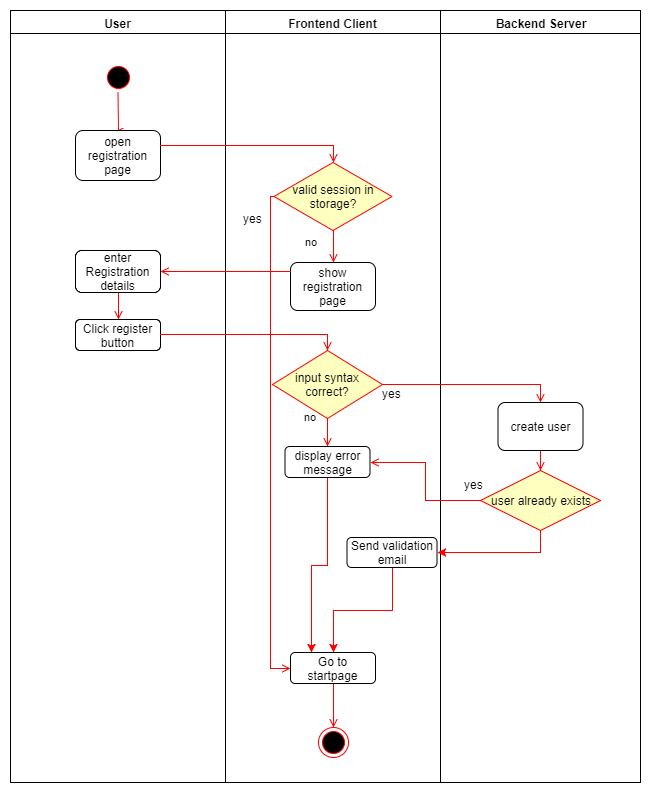 User
Frontend Client
Backend Server
open
registration
page
valid session in
storage?
yes
no
enter
Registration
details
show
registration
page
Click register
button
input syntax
correct?
yes
no
create user
display error
message
yes
user already exists
Send validation
email
Go to
startpage